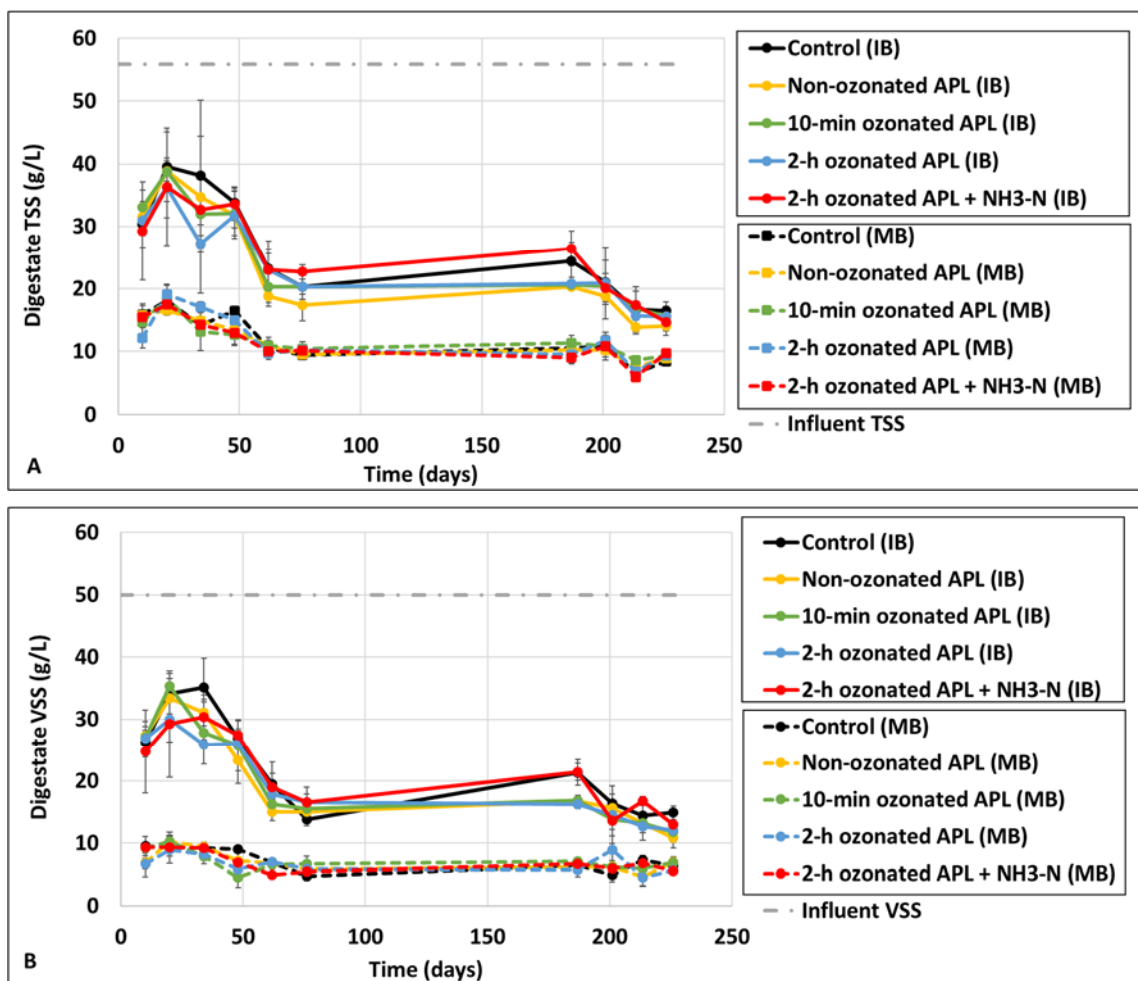 60
50
40
30
20
10
0
Digestate TSS (g/L)
0 50 100 150 200 250
Time (days)
A
Control (IB)
Non-ozonated APL (IB)
10-min ozonated APL (IB)
2-h ozonated APL (IB)
2-h ozonated APL + NH3-N (IB)
Control (MB)
Non-ozonated APL (MB)
10-min ozonated APL (MB)
2-h ozonated APL (MB)
2-h ozonated APL + NH3-N (MB)
Influent TSS
60
50
40
30
20
10
0
Digestate VSS (g/L)
0 50 100 150 200 250
Time (days)
B
Control (IB)
Non-ozonated APL (IB)
10-min ozonated APL (IB)
2-h ozonated APL (IB)
2-h ozonated APL + NH3-N (IB)
Control (MB)
Non-ozonated APL (MB)
10-min ozonated APL (MB)
2-h ozonated APL (MB)
2-h ozonated APL + NH3-N (MB)
Influent VSS